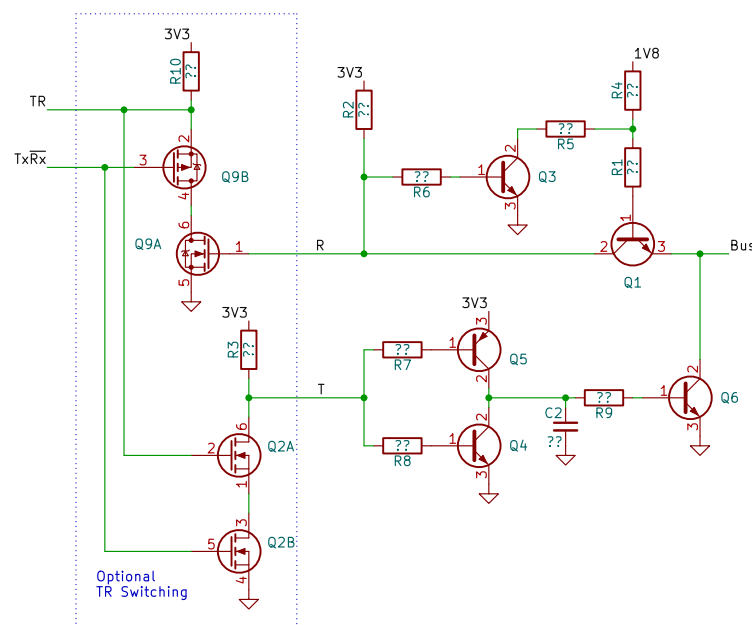 3V3
R10
??
TR
TxR̅x̅
2
3
Q9B
4
6
Q9A
1
5
R
3V3
R2
??
??
R6
1
2
Q3
3
??
R5
1V8
R4
??
R1
??
1
2
3
Q1
Bus
3V3
R3
??
T
6
2
Q2A
1
3
5
Q2B
4
3V3
3
??
R7
1
Q5
2
2
??
R8
1
Q4
3
C2
??
??
R9
1
2
Q6
3
Optional
TR Switching